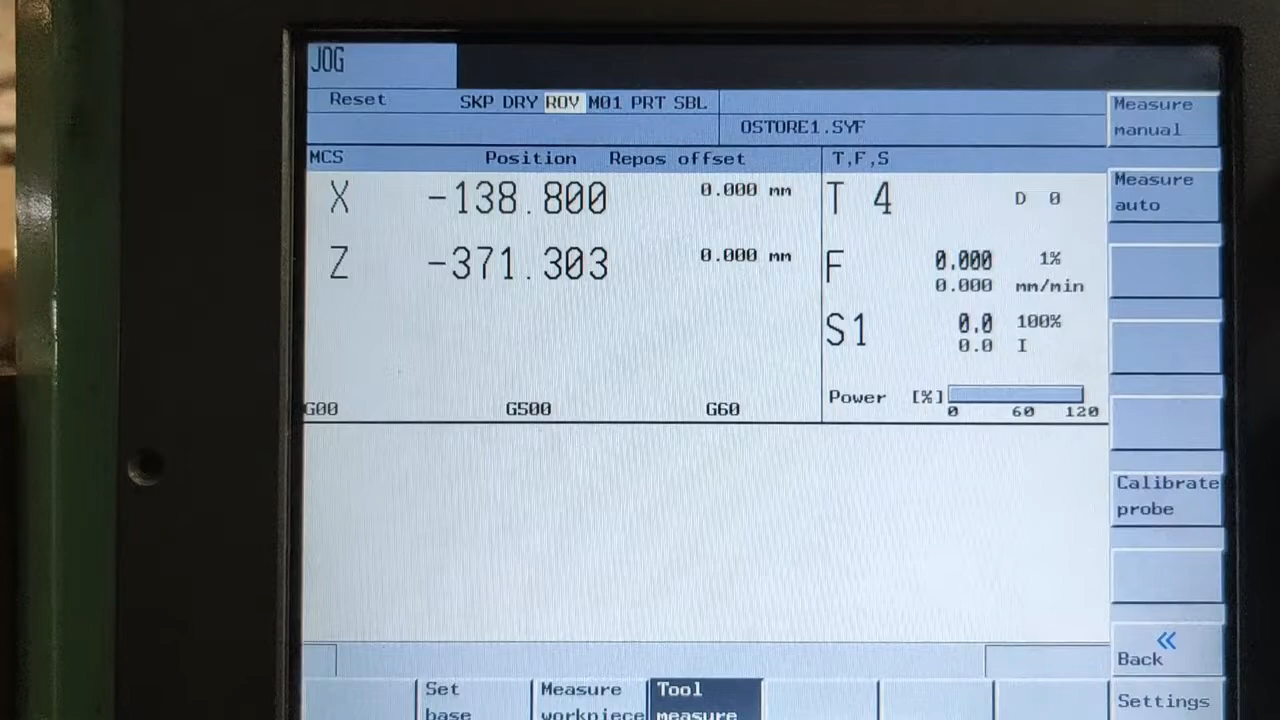 JOG
Reset SKP DRY ROV M01 PRT SBL
OSTORE1.SYF
MCS Position Repos offset T,F,S
X -138.800 0.000 mm T 4 D 0
Z -371.303 0.000 mm F 0.000 1%
0.000 mm/min
S1 0.0 100%
0.0 I
Power [%]
0 60 120
G00 G500 G60
Measure
manual
Measure
auto
Calibrate
probe
Back
Settings
Set
base
Measure
workpiece
Tool
measure